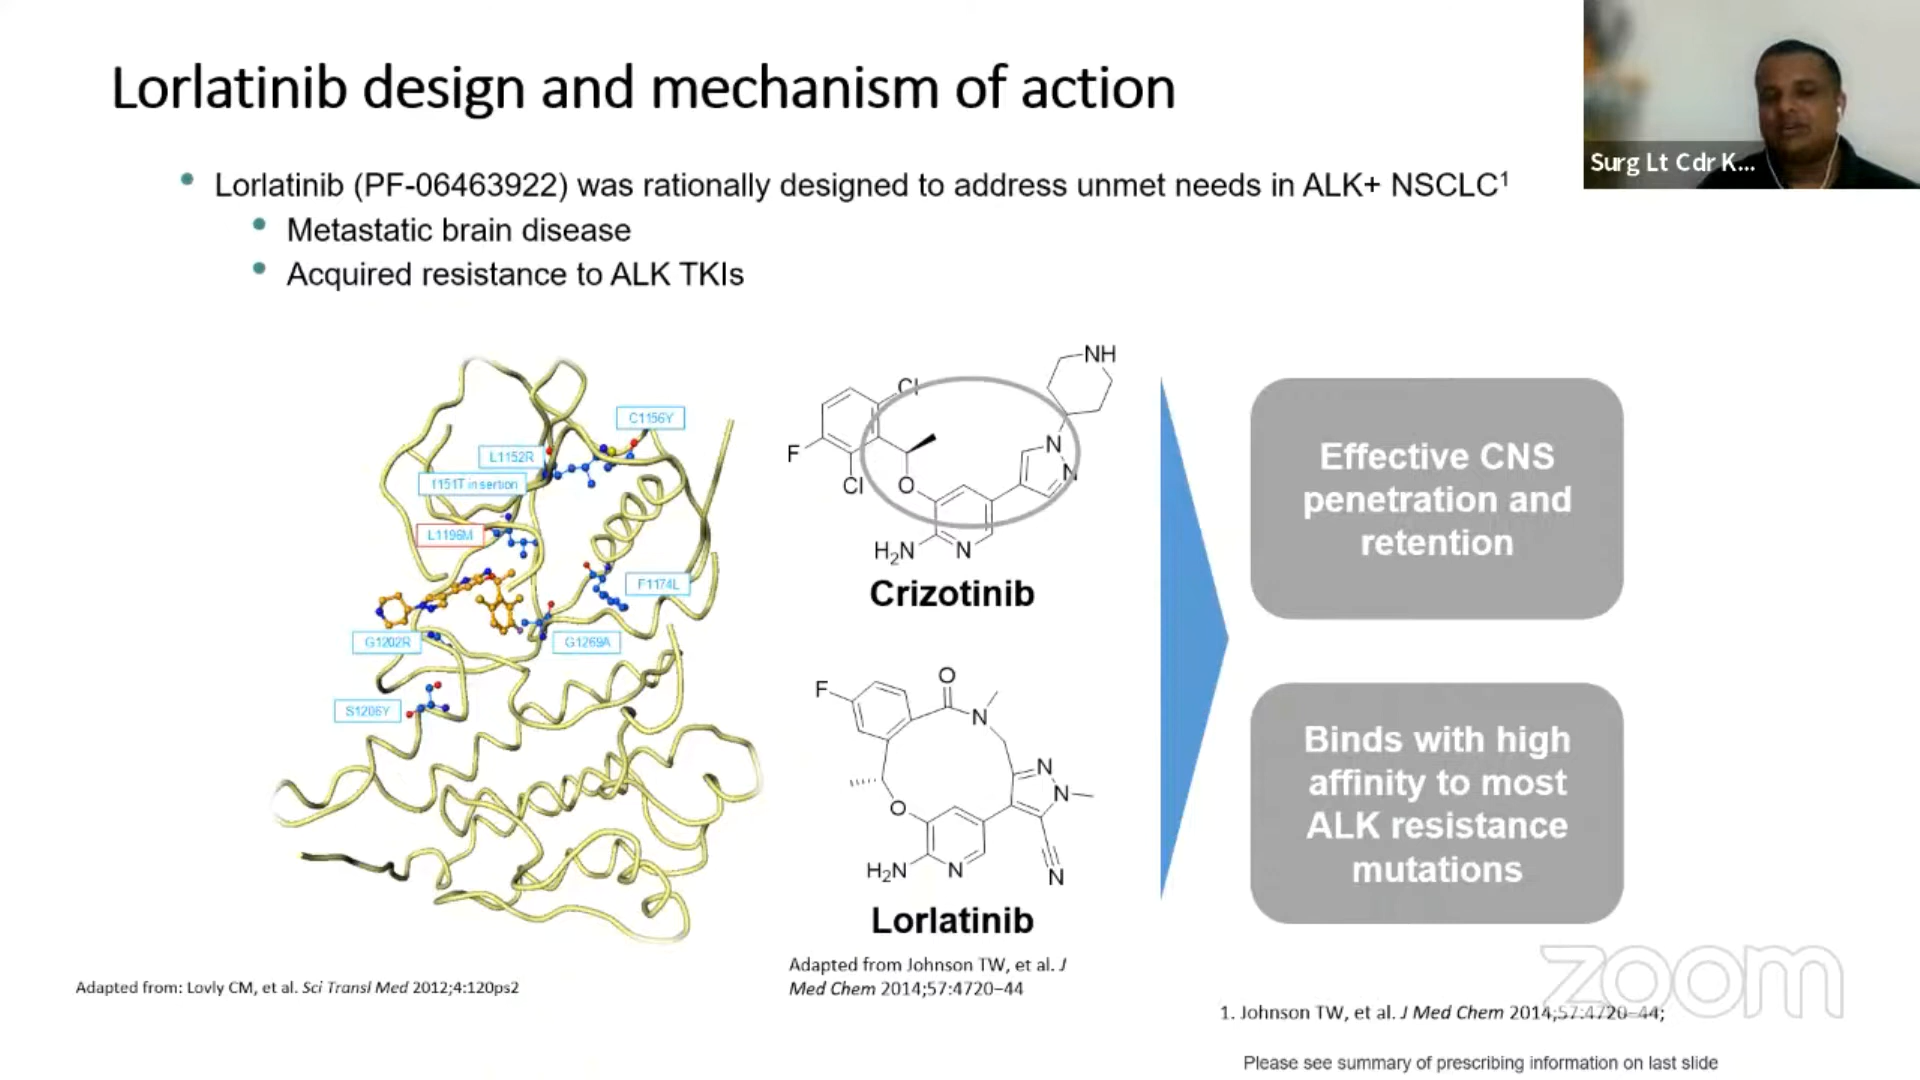 Lorlatinib design and mechanism of action
Surg Lt Cdr K...
• Lorlatinib (PF-06463922) was rationally designed to address unmet needs in ALK+ NSCLC¹
• Metastatic brain disease
• Acquired resistance to ALK TKIs
C1156Y
L1152R
1151T insertion
L1196M
F1174L
G1202R
G1269A
S1206Y
NH
Cl
F
N
Cl
O
N
H₂N
N
Crizotinib
O
F
N
N
N
O
H₂N
N
N
Lorlatinib
Effective CNS
penetration and
retention
Binds with high
affinity to most
ALK resistance
mutations
Adapted from: Lovly CM, et al. Sci Transl Med 2012;4:120ps2
Adapted from Johnson TW, et al. J
Med Chem 2014;57:4720–44
zoom
1. Johnson TW, et al. J Med Chem 2014;57:4720–44;
Please see summary of prescribing information on last slide